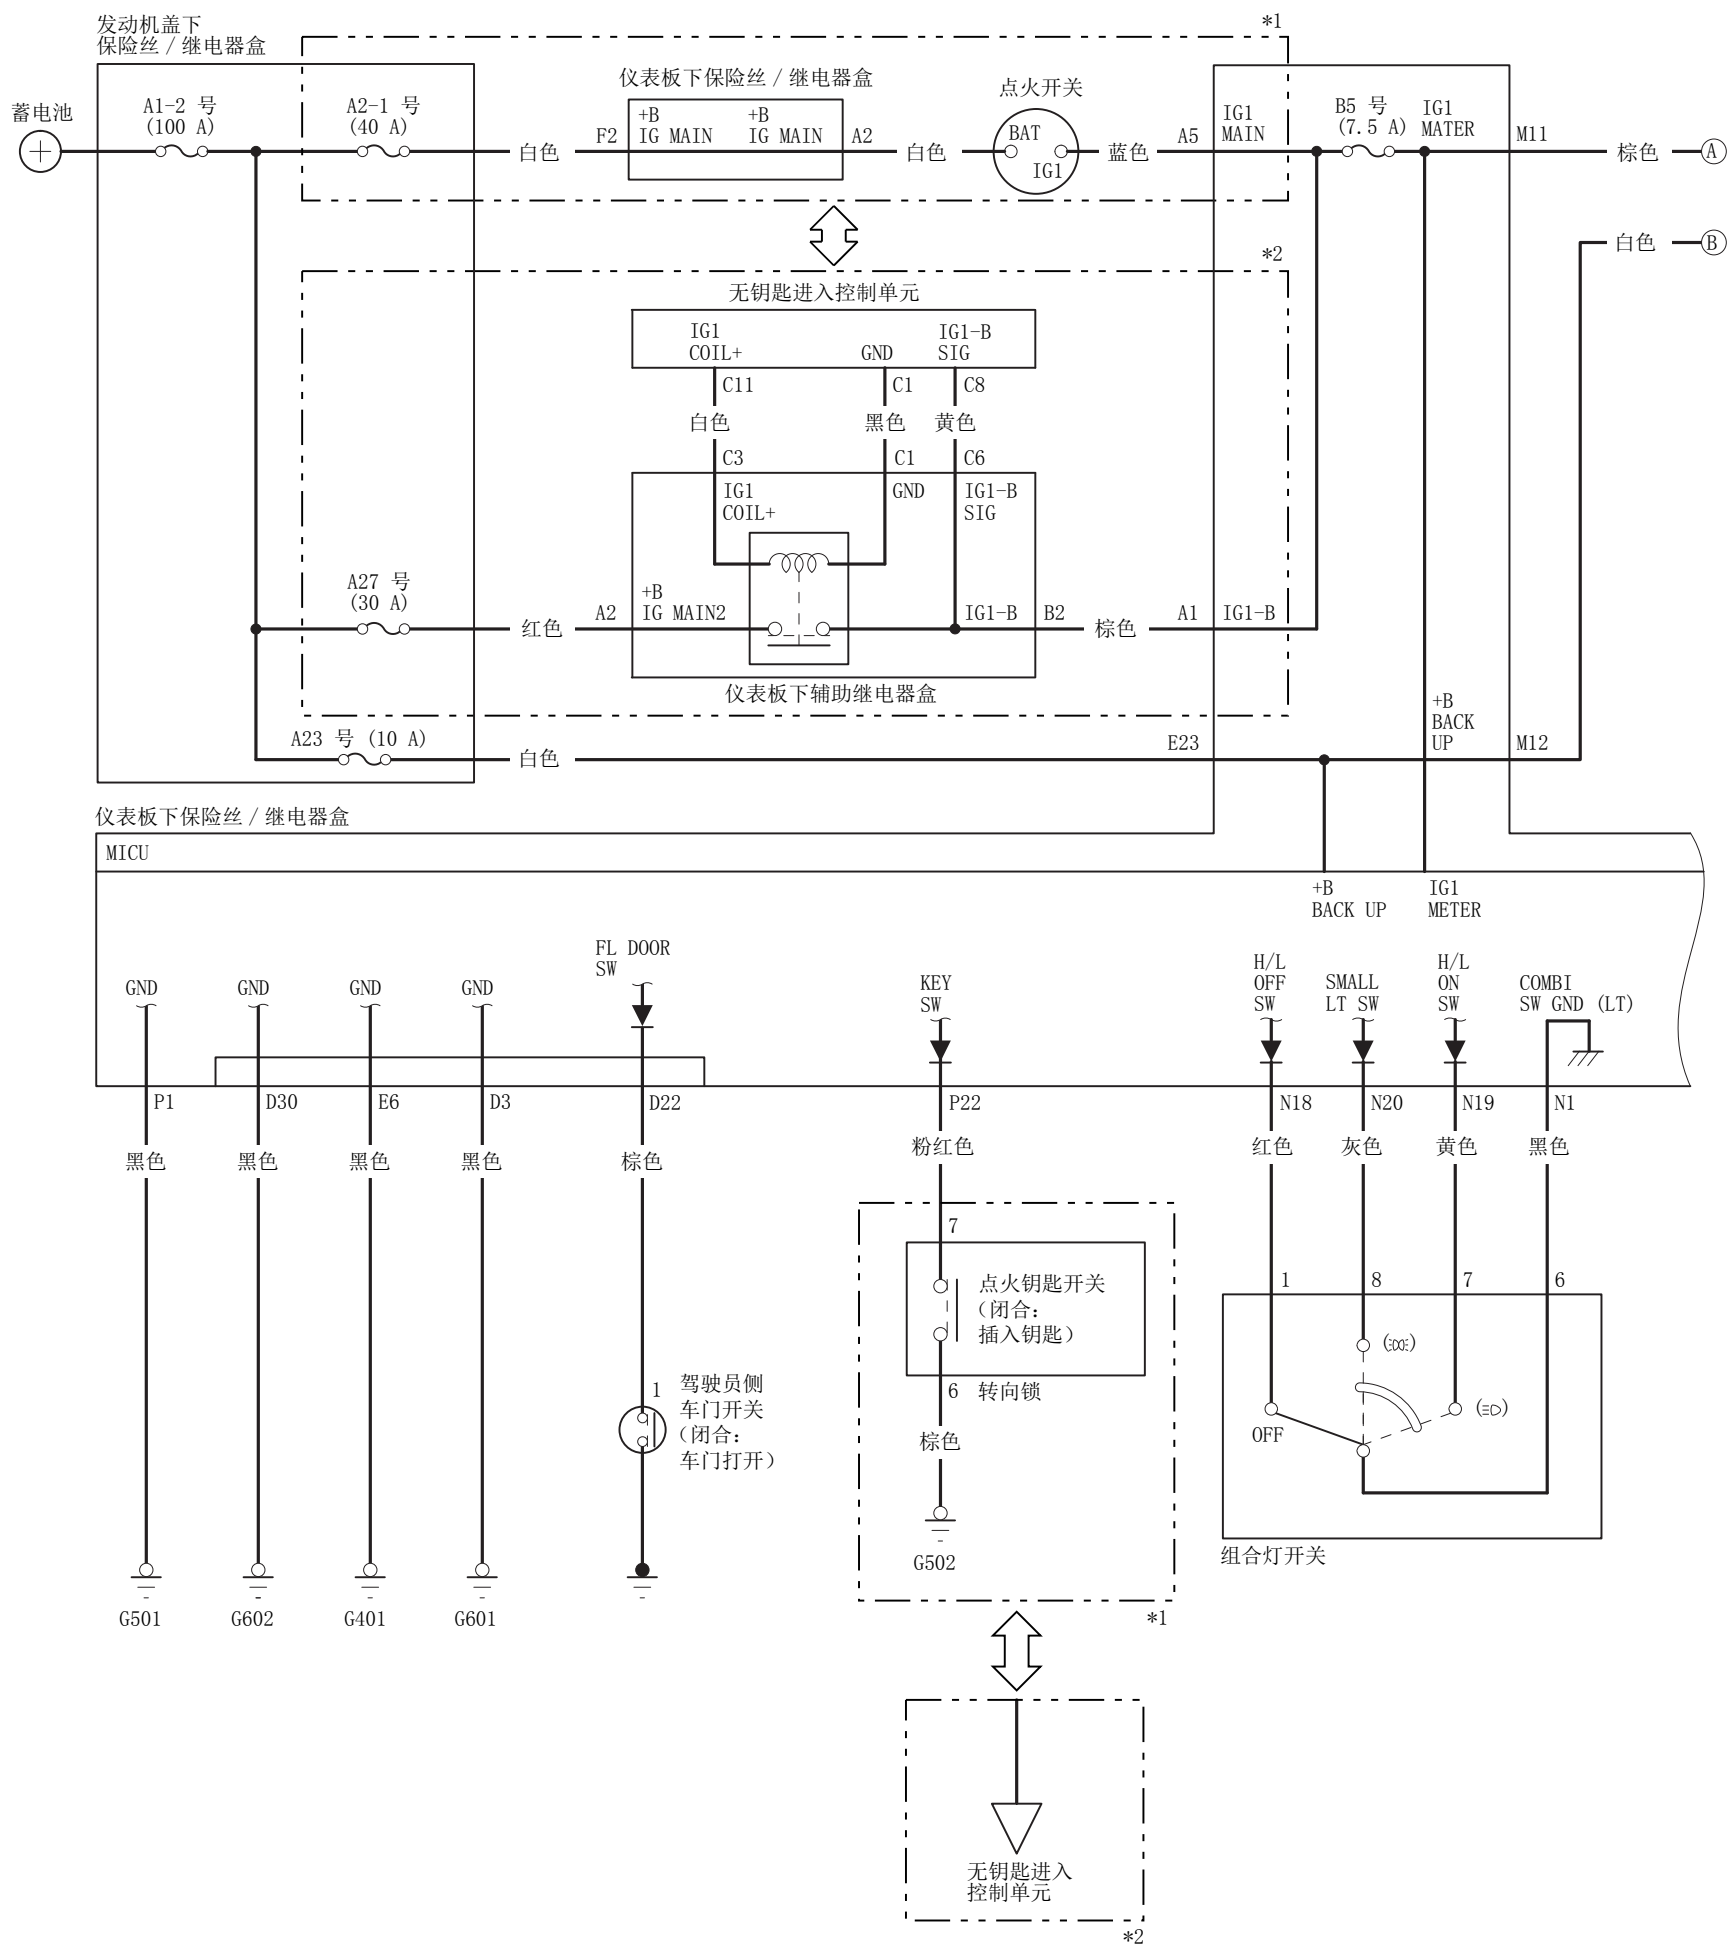 发动机盖下
保险丝 / 继电器盒
*1
仪表板下保险丝 / 继电器盒
点火开关
蓄电池
A1-2 号
(100 A)
A2-1 号
(40 A)
白色
F2
+B
IG MAIN
+B
IG MAIN
A2
白色
BAT
IG1
蓝色
A5
IG1
MAIN
B5 号
(7.5 A)
IG1
MATER
M11
棕色
A
白色
B
*2
无钥匙进入控制单元
IG1
COIL+
GND
IG1-B
SIG
C11
C1
C8
白色
黑色
黄色
C3
C1
C6
IG1
COIL+
GND
IG1-B
SIG
A27 号
(30 A)
红色
A2
+B
IG MAIN2
IG1-B
B2
棕色
A1
IG1-B
仪表板下辅助继电器盒
A23 号 (10 A)
白色
E23
+B
BACK
UP
M12
仪表板下保险丝 / 继电器盒
MICU
+B
BACK UP
IG1
METER
GND
GND
GND
GND
FL DOOR
SW
KEY
SW
H/L
OFF
SW
SMALL
LT SW
H/L
ON
SW
COMBI
SW GND (LT)
P1
D30
E6
D3
D22
P22
N18
N20
N19
N1
黑色
黑色
黑色
黑色
棕色
粉红色
红色
灰色
黄色
黑色
7
点火钥匙开关
(闭合:
插入钥匙)
6
转向锁
棕色
G502
*1
1
驾驶员侧
车门开关
(闭合:
车门打开)
1
8
7
6
OFF
组合灯开关
G501
G602
G401
G601
无钥匙进入
控制单元
*2